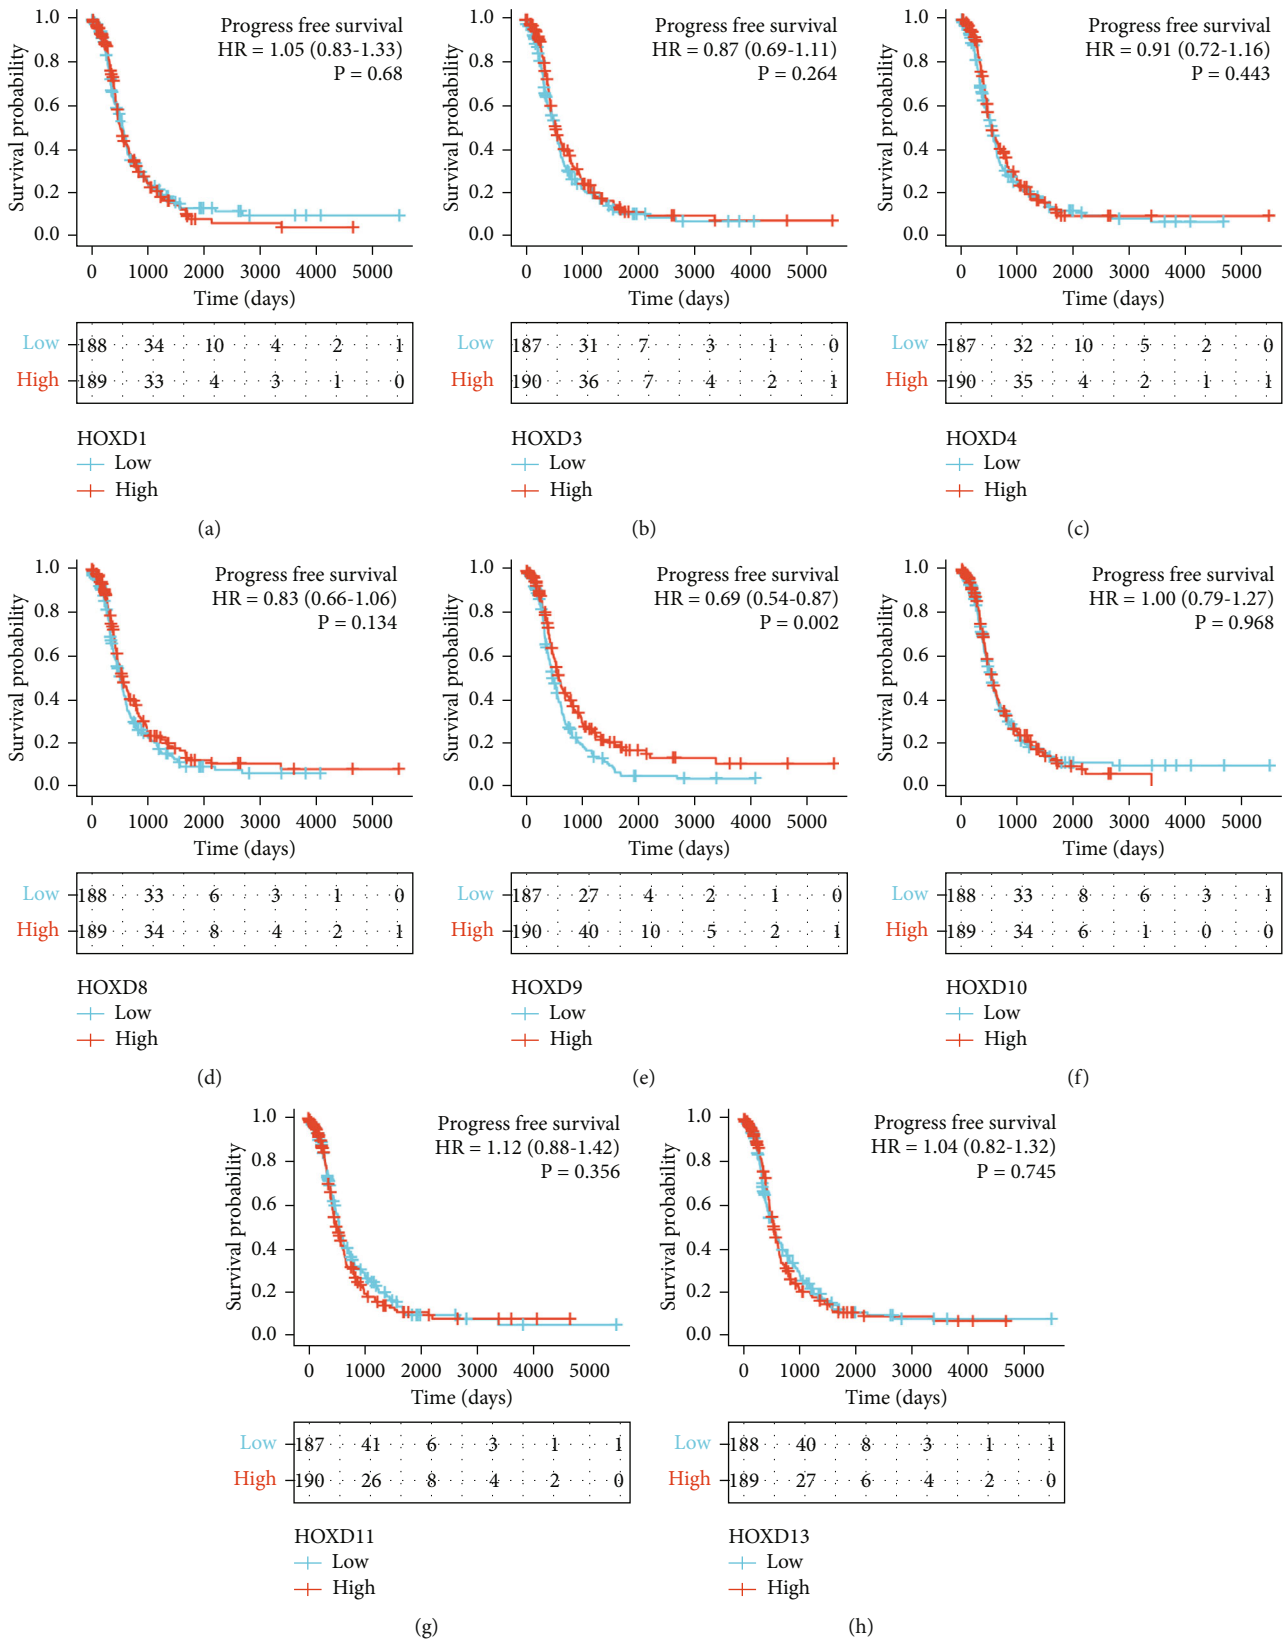 Progress free survival
HR = 1.05 (0.83-1.33)
P = 0.68
Survival probability
1.0
0.8
0.6
0.4
0.2
0.0
0 1000 2000 3000 4000 5000
Time (days)
Low 188 34 10 4 2 1
High 189 33 4 3 1 0
HOXD1
Low
High
(a)
Progress free survival
HR = 0.87 (0.69-1.11)
P = 0.264
Survival probability
1.0
0.8
0.6
0.4
0.2
0.0
0 1000 2000 3000 4000 5000
Time (days)
Low 187 31 7 3 1 0
High 190 36 7 4 2 1
HOXD3
Low
High
(b)
Progress free survival
HR = 0.91 (0.72-1.16)
P = 0.443
Survival probability
1.0
0.8
0.6
0.4
0.2
0.0
0 1000 2000 3000 4000 5000
Time (days)
Low 187 32 10 5 2 0
High 190 35 4 2 1 1
HOXD4
Low
High
(c)
Progress free survival
HR = 0.83 (0.66-1.06)
P = 0.134
Survival probability
1.0
0.8
0.6
0.4
0.2
0.0
0 1000 2000 3000 4000 5000
Time (days)
Low 188 33 6 3 1 0
High 189 34 8 4 2 1
HOXD8
Low
High
(d)
Progress free survival
HR = 0.69 (0.54-0.87)
P = 0.002
Survival probability
1.0
0.8
0.6
0.4
0.2
0.0
0 1000 2000 3000 4000 5000
Time (days)
Low 187 27 4 2 1 0
High 190 40 10 5 2 1
HOXD9
Low
High
(e)
Progress free survival
HR = 1.00 (0.79-1.27)
P = 0.968
Survival probability
1.0
0.8
0.6
0.4
0.2
0.0
0 1000 2000 3000 4000 5000
Time (days)
Low 188 33 8 6 3 1
High 189 34 6 1 0 0
HOXD10
Low
High
(f)
Progress free survival
HR = 1.12 (0.88-1.42)
P = 0.356
Survival probability
1.0
0.8
0.6
0.4
0.2
0.0
0 1000 2000 3000 4000 5000
Time (days)
Low 187 41 6 3 1 1
High 190 26 8 4 2 0
HOXD11
Low
High
(g)
Progress free survival
HR = 1.04 (0.82-1.32)
P = 0.745
Survival probability
1.0
0.8
0.6
0.4
0.2
0.0
0 1000 2000 3000 4000 5000
Time (days)
Low 188 40 8 3 1 1
High 189 27 6 4 2 0
HOXD13
Low
High
(h)